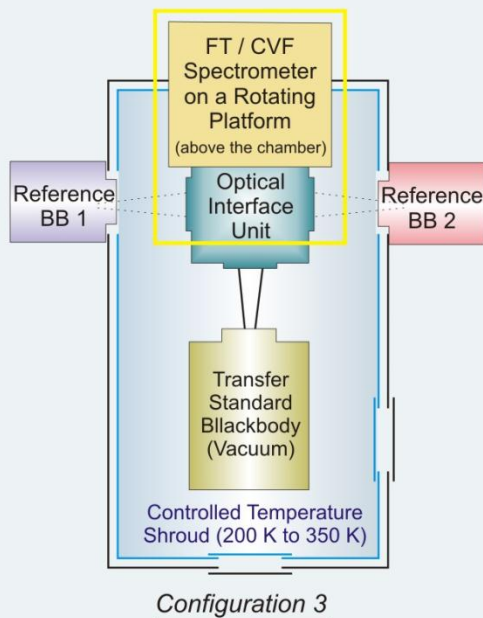 FT / CVF
Spectrometer
on a Rotating
Platform
(above the chamber)
Reference
BB 1
Optical
Interface
Unit
Reference
BB 2
Transfer
Standard
Bllackbody
(Vacuum)
Controlled Temperature
Shroud (200 K to 350 K)
Configuration 3